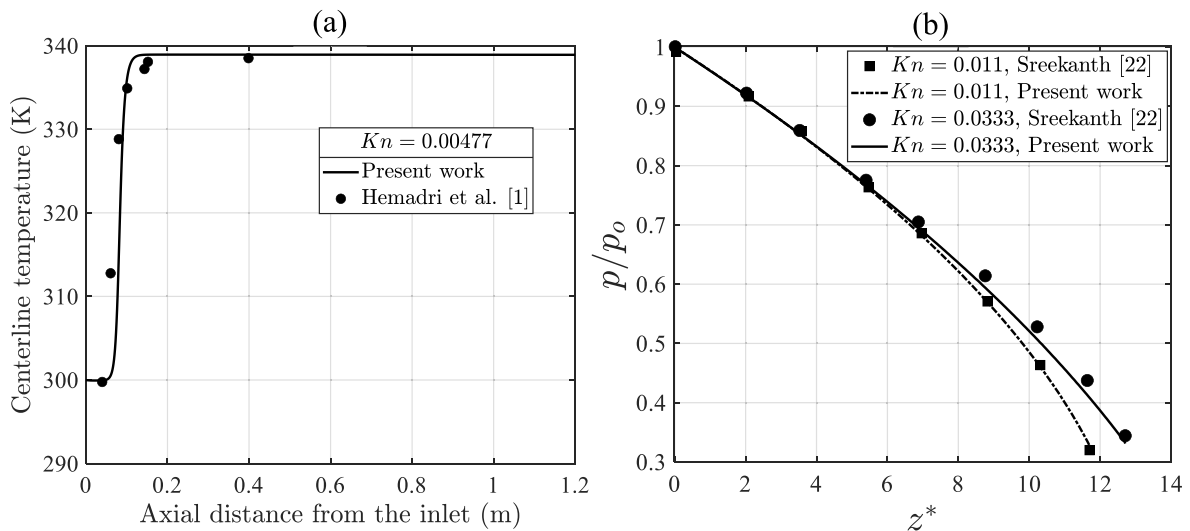 (a)
340
330
320
310
300
290
0
0.2
0.4
0.6
0.8
1
1.2
Centerline temperature (K)
Axial distance from the inlet (m)
Kn = 0.00477
Present work
Hemadri et al. [1]
(b)
1
0.9
0.8
0.7
0.6
0.5
0.4
0.3
0
2
4
6
8
10
12
14
p/p_o
z*
Kn = 0.011, Sreekanth [22]
Kn = 0.011, Present work
Kn = 0.0333, Sreekanth [22]
Kn = 0.0333, Present work